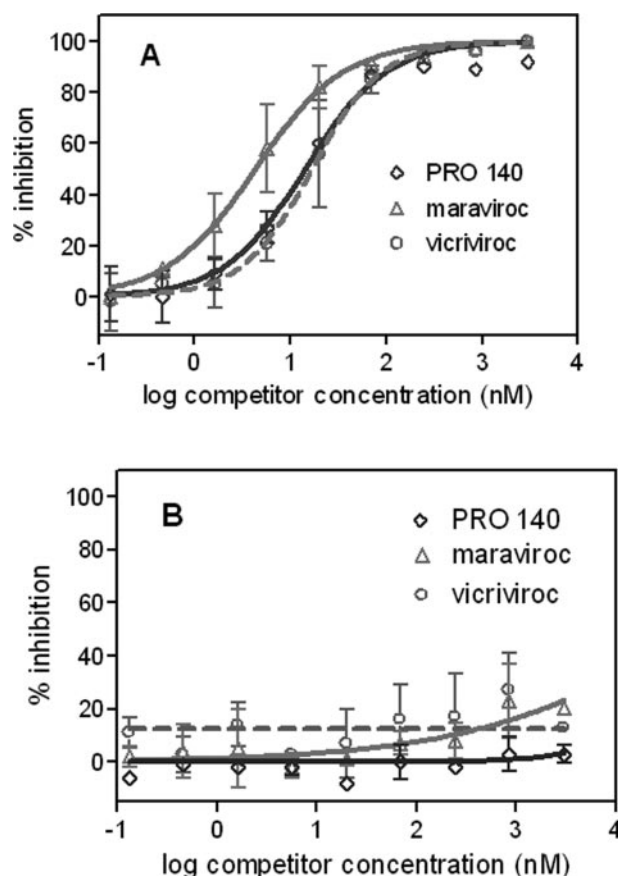 A
% inhibition
100
80
60
40
20
0
PRO 140
maraviroc
vicriviroc
-1
0
1
2
3
4
log competitor concentration (nM)
B
% inhibition
100
80
60
40
20
0
PRO 140
maraviroc
vicriviroc
-1
0
1
2
3
4
log competitor concentration (nM)